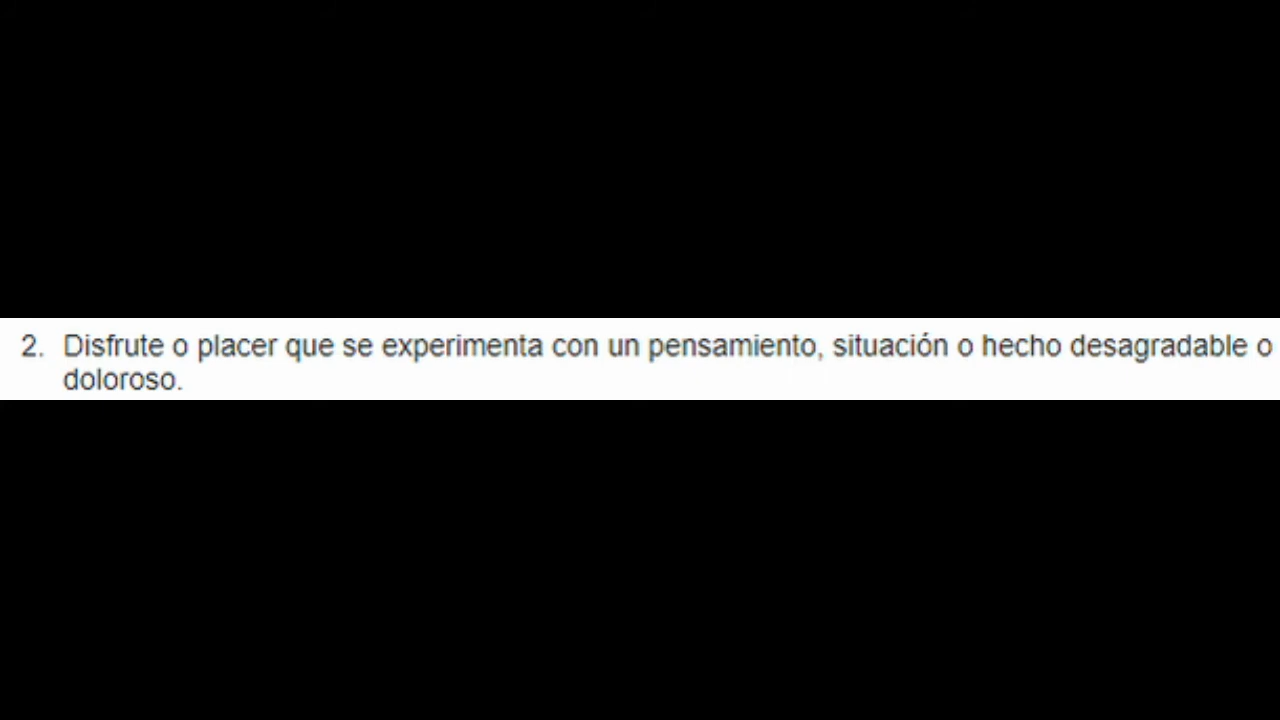 2. Disfrute o placer que se experimenta con un pensamiento, situación o hecho desagradable o
doloroso.